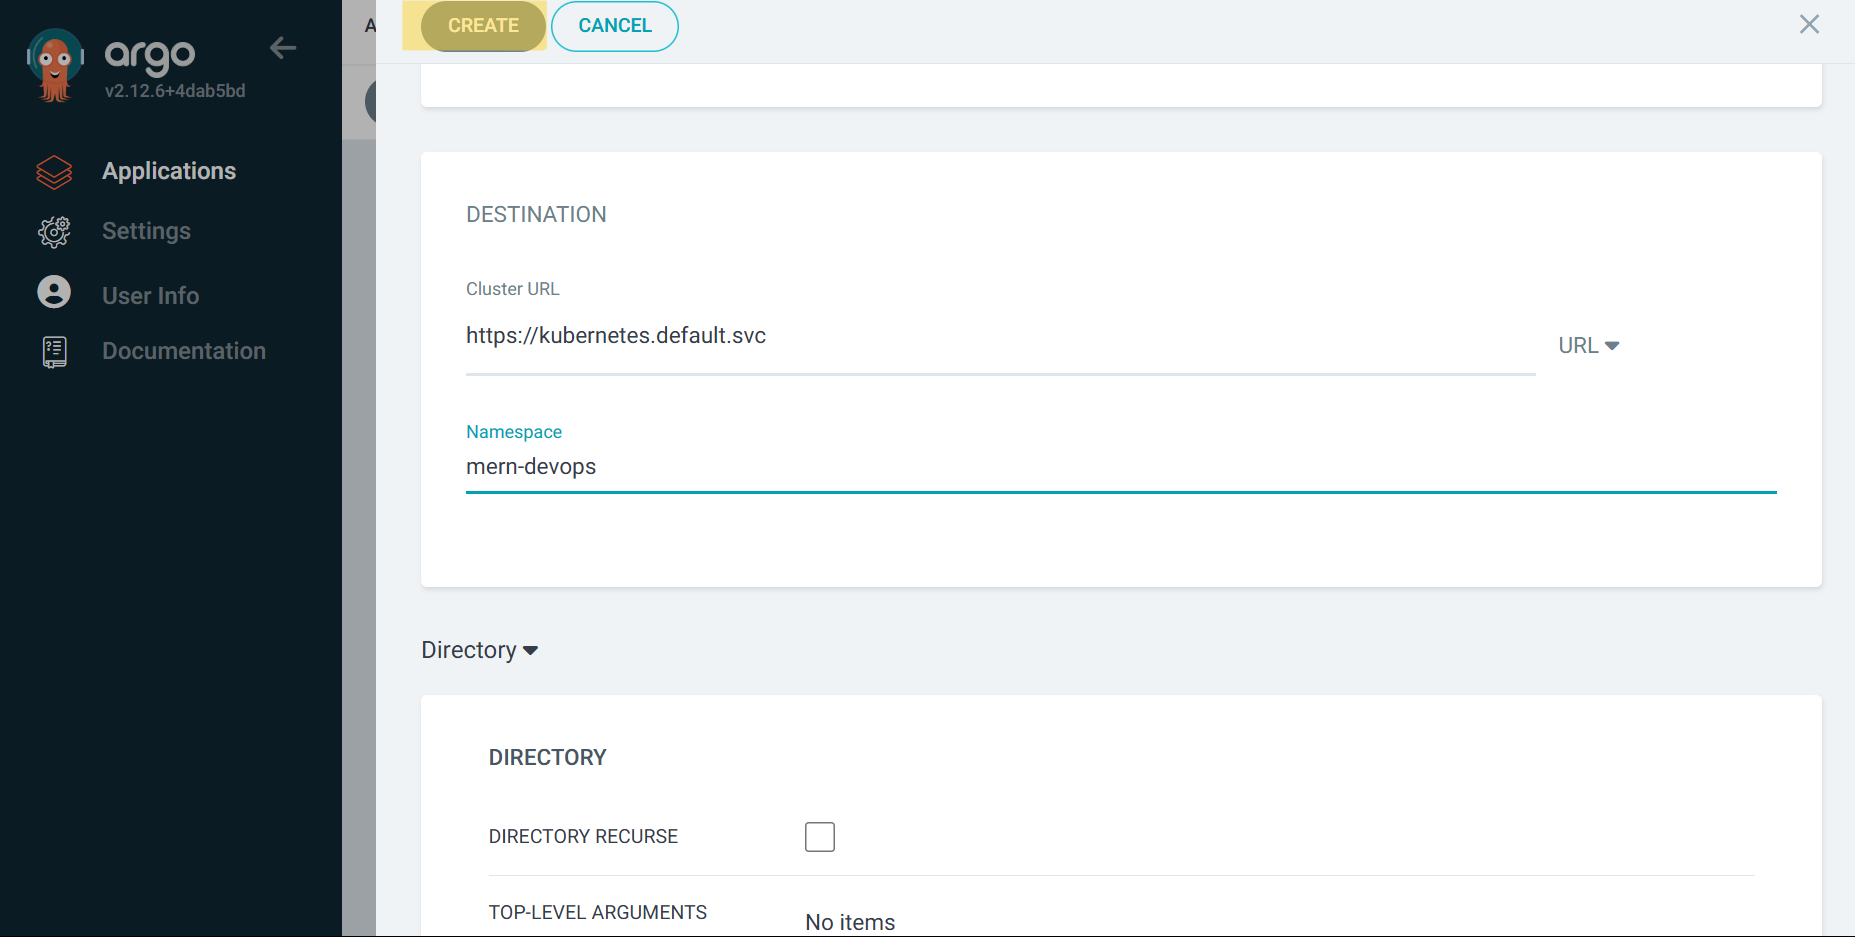 argo
v2.12.6+4dab5bd
Applications
Settings
User Info
Documentation
A
CREATE
CANCEL
DESTINATION
Cluster URL
https://kubernetes.default.svc
URL
Namespace
mern-devops
Directory
DIRECTORY
DIRECTORY RECURSE
TOP-LEVEL ARGUMENTS
No items